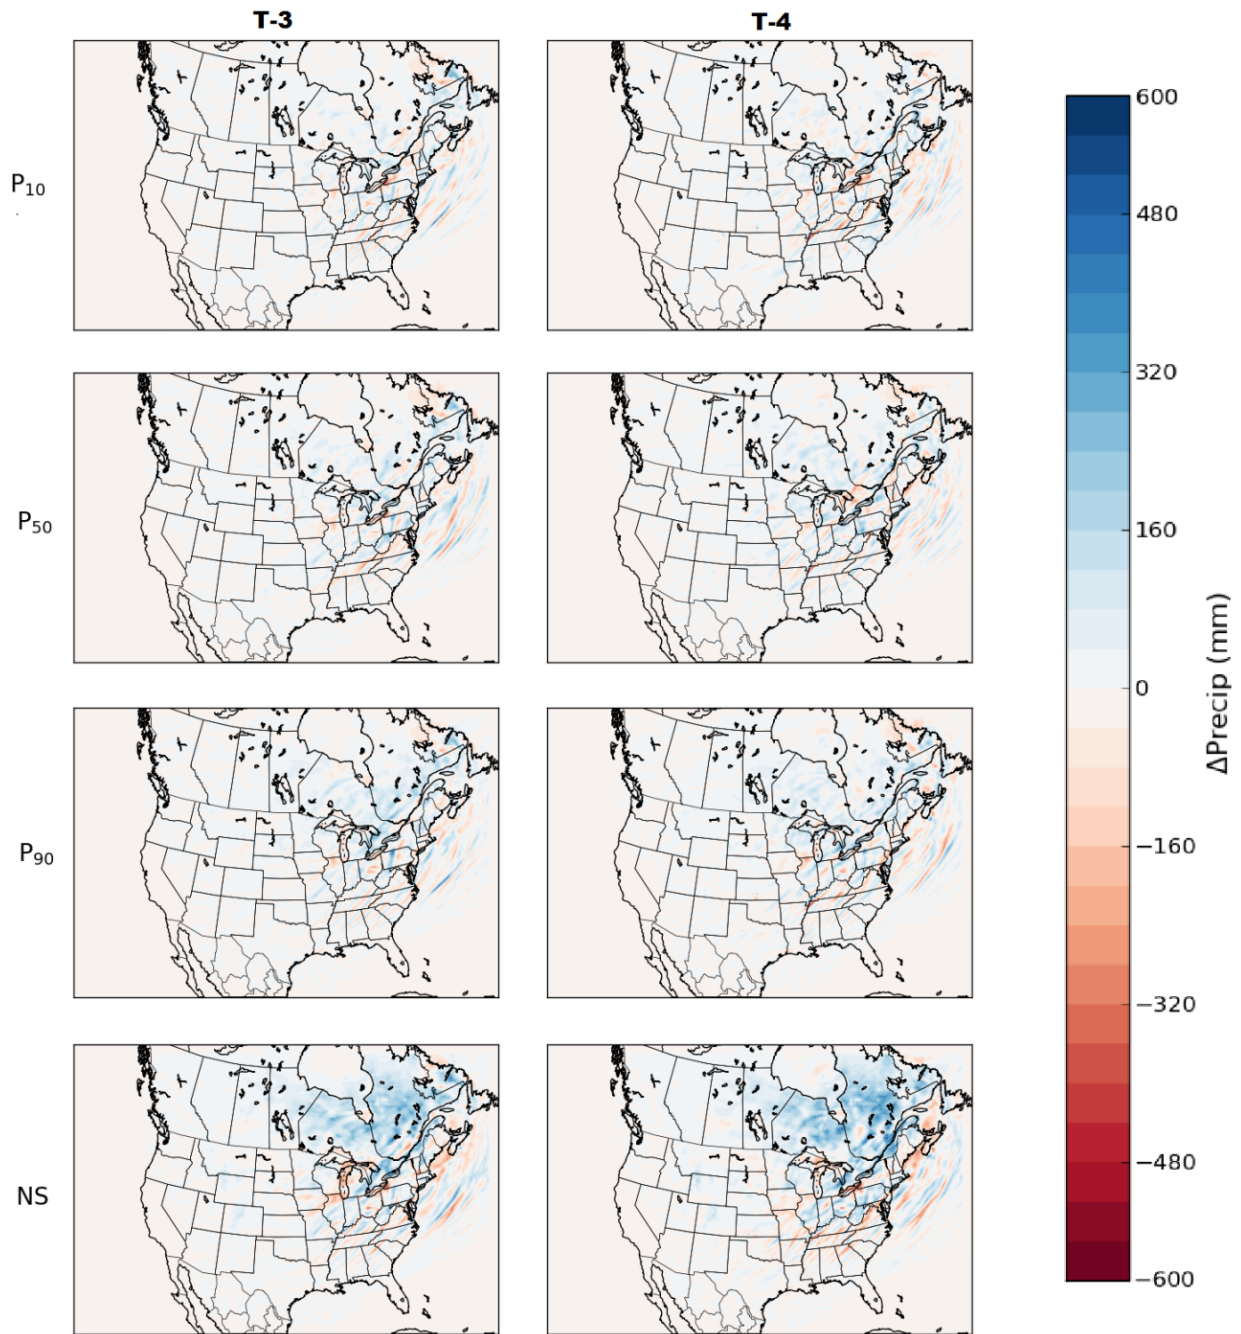 T-3
T-4
P₁₀
P₅₀
P₉₀
NS
600
480
320
160
0
−160
−320
−480
−600
ΔPrecip (mm)